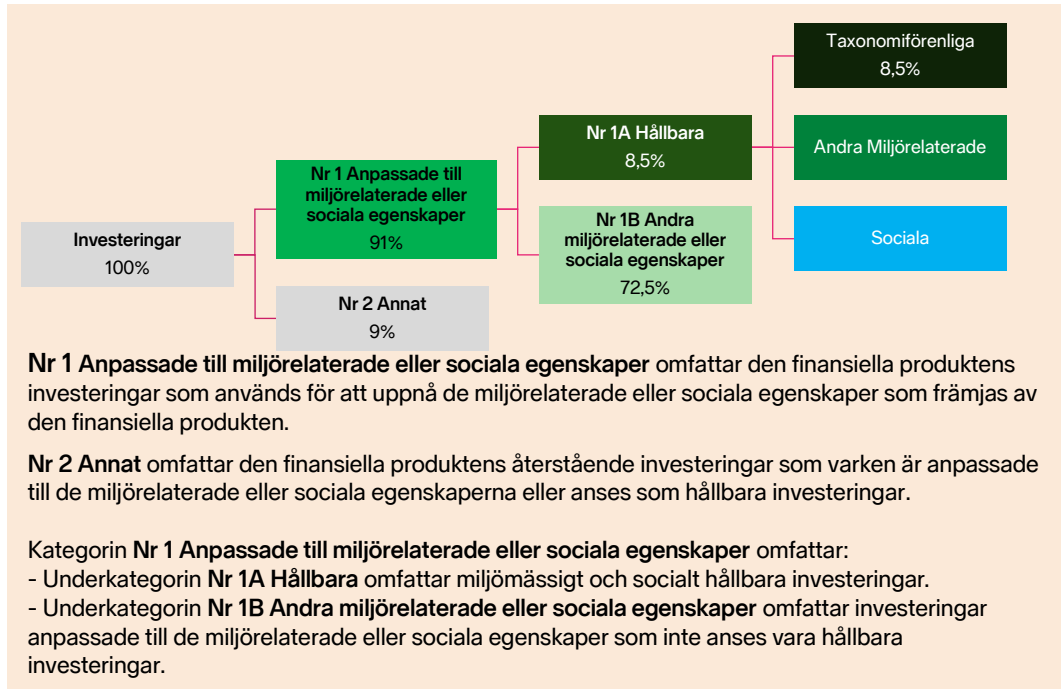 Investeringar
100%
Nr 1 Anpassade till
miljörelaterade eller
sociala egenskaper
91%
Nr 2 Annat
9%
Nr 1A Hållbara
8,5%
Nr 1B Andra
miljörelaterade eller
sociala egenskaper
72,5%
Taxonomiförenliga
8,5%
Andra Miljörelaterade
Sociala
Nr 1 Anpassade till miljörelaterade eller sociala egenskaper omfattar den finansiella produktens
investeringar som används för att uppnå de miljörelaterade eller sociala egenskaper som främjas av
den finansiella produkten.
Nr 2 Annat omfattar den finansiella produktens återstående investeringar som varken är anpassade
till de miljörelaterade eller sociala egenskaperna eller anses som hållbara investeringar.
Kategorin Nr 1 Anpassade till miljörelaterade eller sociala egenskaper omfattar:
- Underkategorin Nr 1A Hållbara omfattar miljömässigt och socialt hållbara investeringar.
- Underkategorin Nr 1B Andra miljörelaterade eller sociala egenskaper omfattar investeringar
anpassade till de miljörelaterade eller sociala egenskaper som inte anses vara hållbara
investeringar.